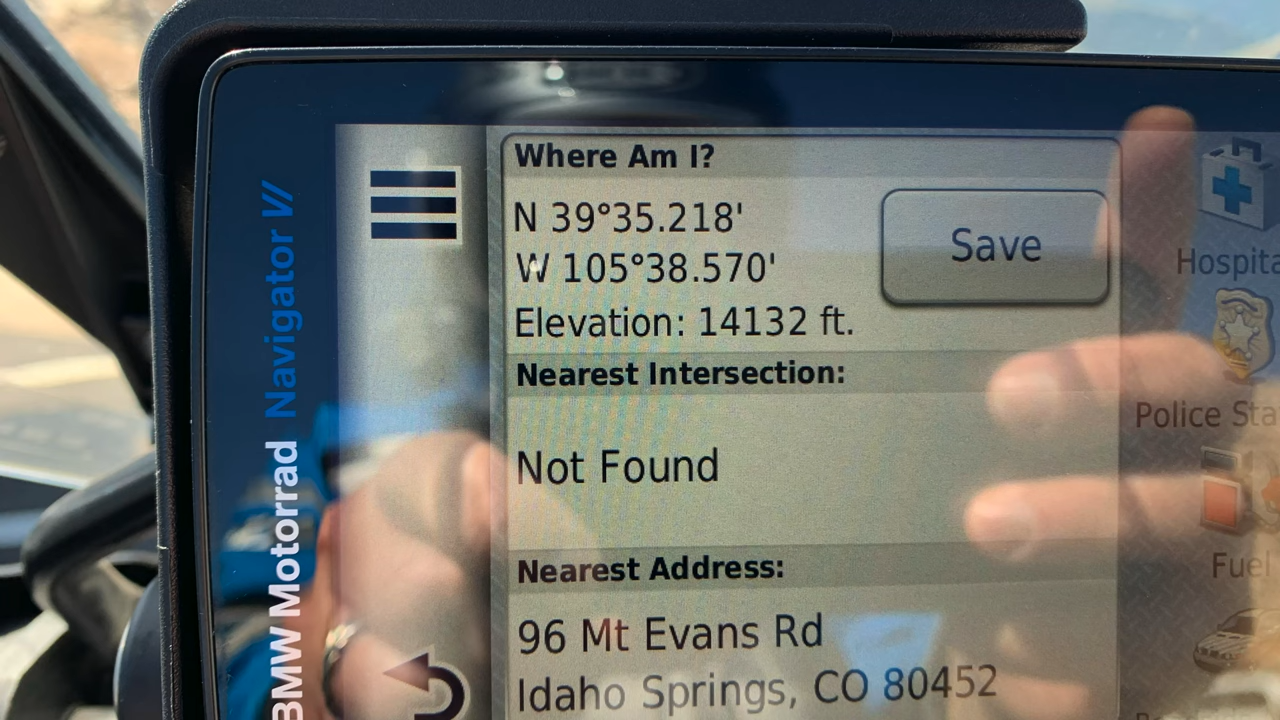 BMW Motorrad Navigator VI
Where Am I?
N 39°35.218'
W 105°38.570'
Elevation: 14132 ft.
Save
Nearest Intersection:
Not Found
Nearest Address:
96 Mt Evans Rd
Idaho Springs, CO 80452
Hospita
Police Sta
Fuel